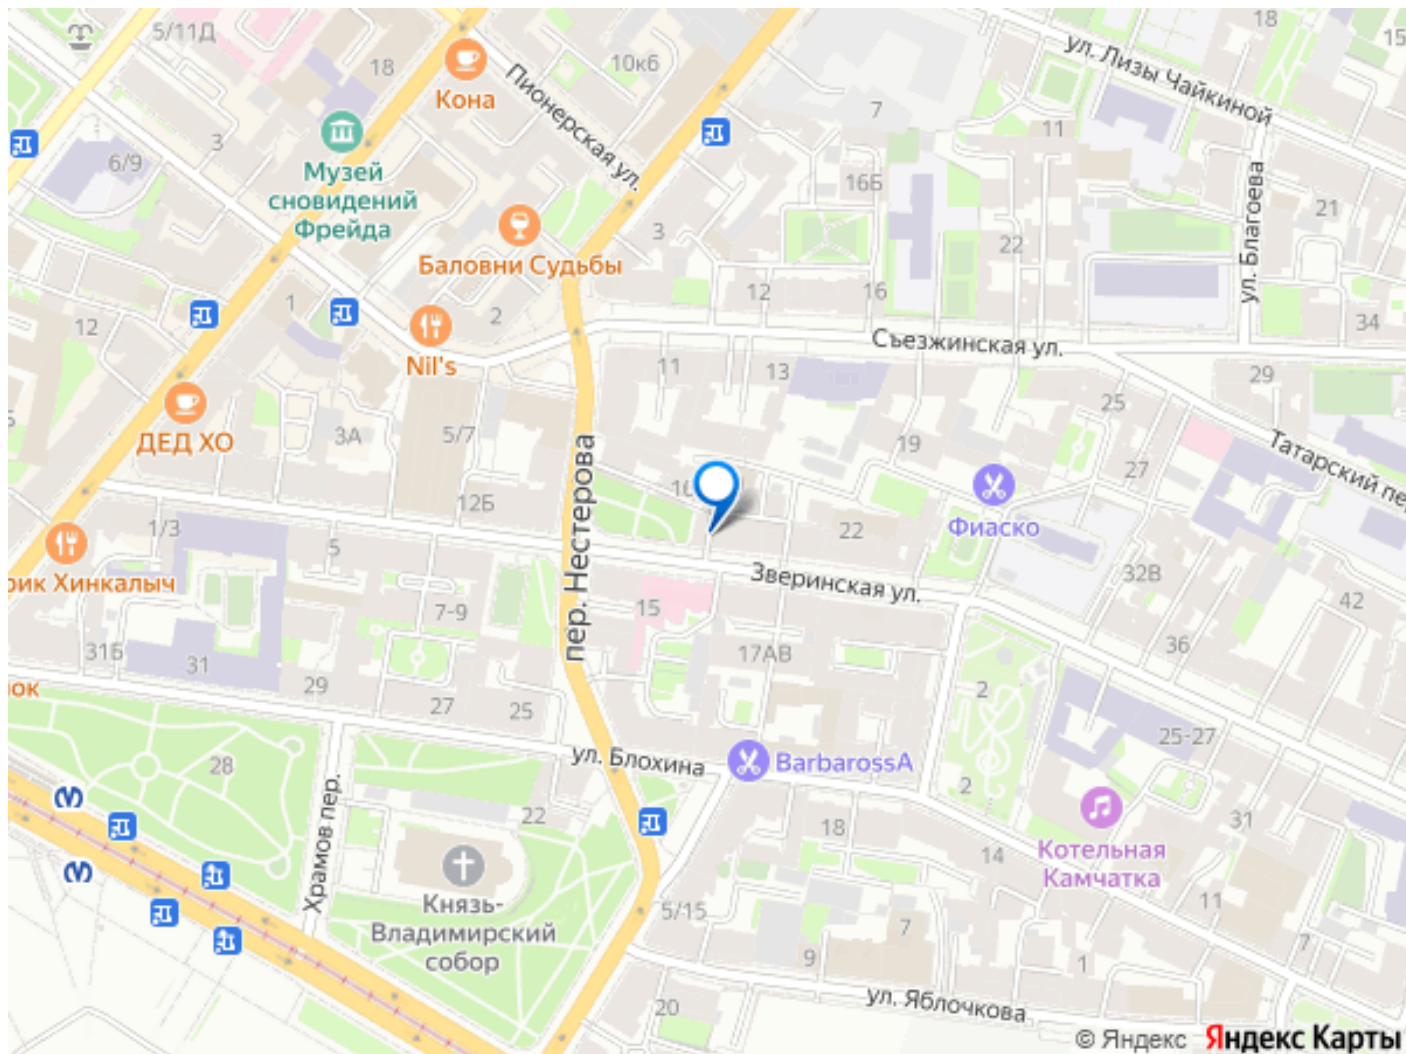 5/11Д
18
Кона
10к6
Пионерская ул.
18
15
ул. Лизы Чайкиной
7
11
3
6/9
Музей
сновидений
Фрейда
16Б
ул. Благоева
21
3
22
Баловни Судьбы
12
16
1
2
12
34
Nil's
Съезжинская ул.
11
13
29
25
ДЕД ХО
3А
5/7
19
27
Татарский пе
пер. Нестерова
16
12Б
Фиаско
1/3
5
22
рик Хинкалыч
Зверинская ул.
32В
42
7-9
15
36
31Б
31
17АВ
29
2
ок
27
25
25-27
ул. Блохина
BarbarossA
28
2
Храмов пер.
22
18
31
14
Котельная
Камчатка
Князь-
Владимирский
собор
5/15
11
7
7
9
1
20
ул. Яблочкова
© Яндекс Яндекс Карты